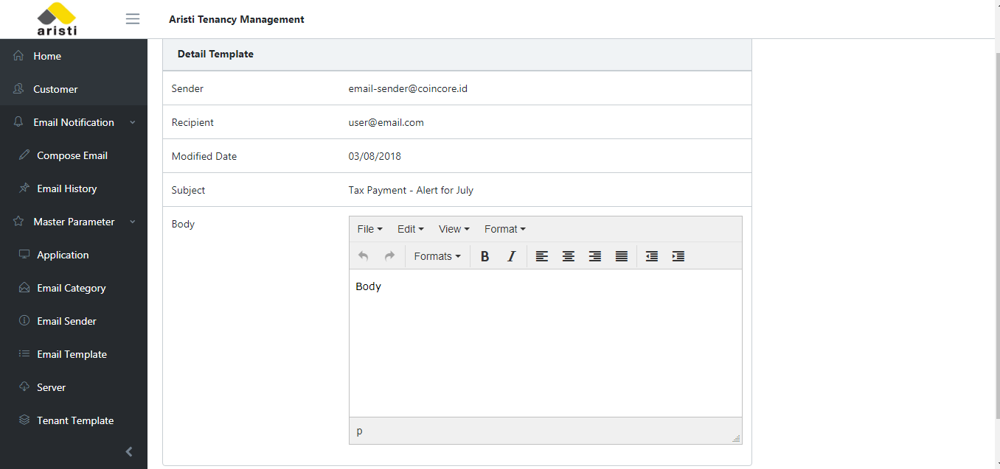 aristi
Aristi Tenancy Management
Home
Customer
Email Notification
Compose Email
Email History
Master Parameter
Application
Email Category
Email Sender
Email Template
Server
Tenant Template
Detail Template
Sender email-sender@coincore.id
Recipient user@email.com
Modified Date 03/08/2018
Subject Tax Payment - Alert for July
Body
File Edit View Format
Formats B I
Body
p